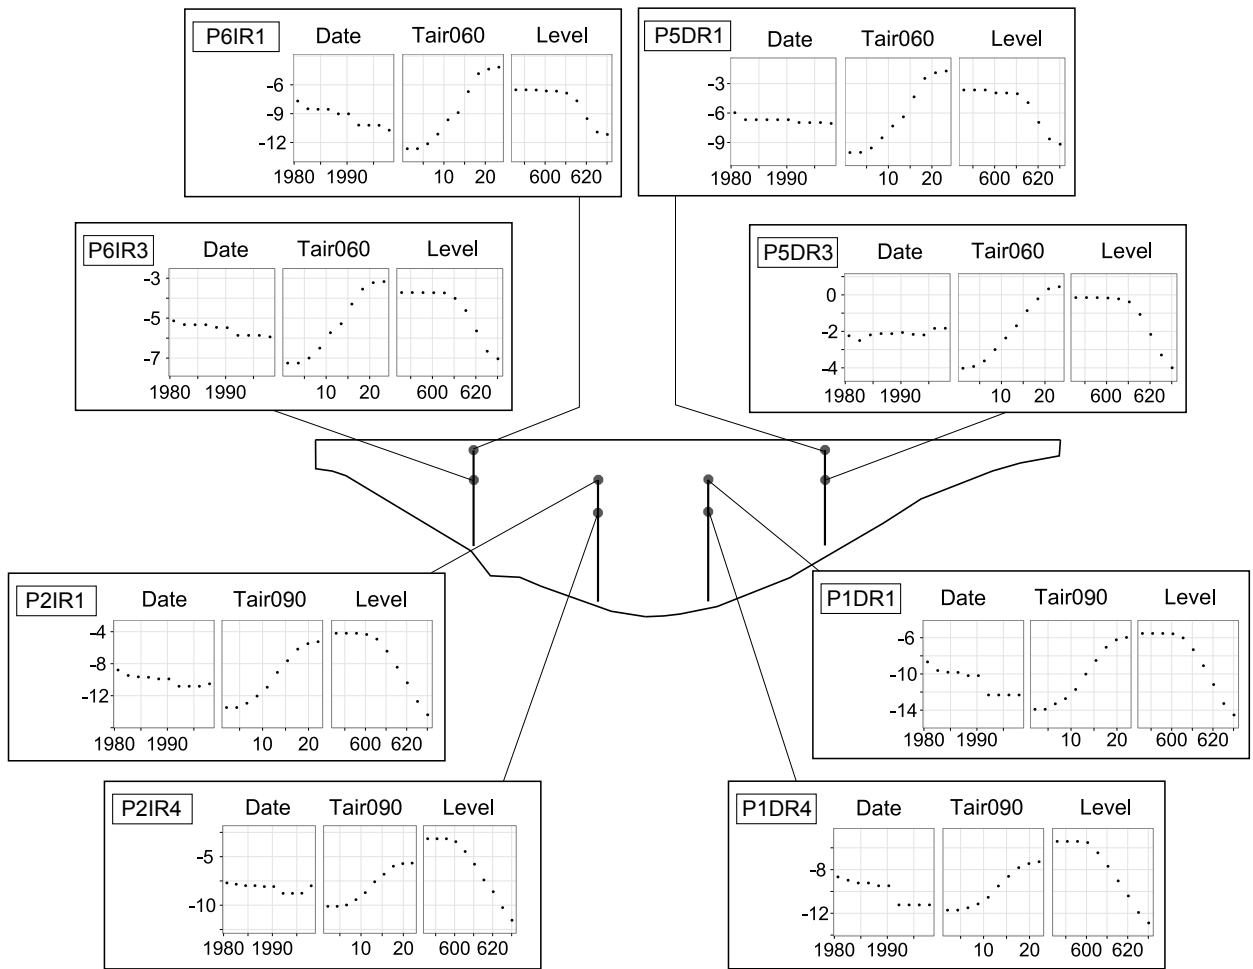 P6IR1 Date Tair060 Level
-6
-9
-12
1980 1990 10 20 600 620
P5DR1 Date Tair060 Level
-3
-6
-9
1980 1990 10 20 600 620
P6IR3 Date Tair060 Level
-3
-5
-7
1980 1990 10 20 600 620
P5DR3 Date Tair060 Level
0
-2
-4
1980 1990 10 20 600 620
P2IR1 Date Tair090 Level
-4
-8
-12
1980 1990 10 20 600 620
P1DR1 Date Tair090 Level
-6
-10
-14
1980 1990 10 20 600 620
P2IR4 Date Tair090 Level
-5
-10
1980 1990 10 20 600 620
P1DR4 Date Tair090 Level
-8
-12
1980 1990 10 20 600 620